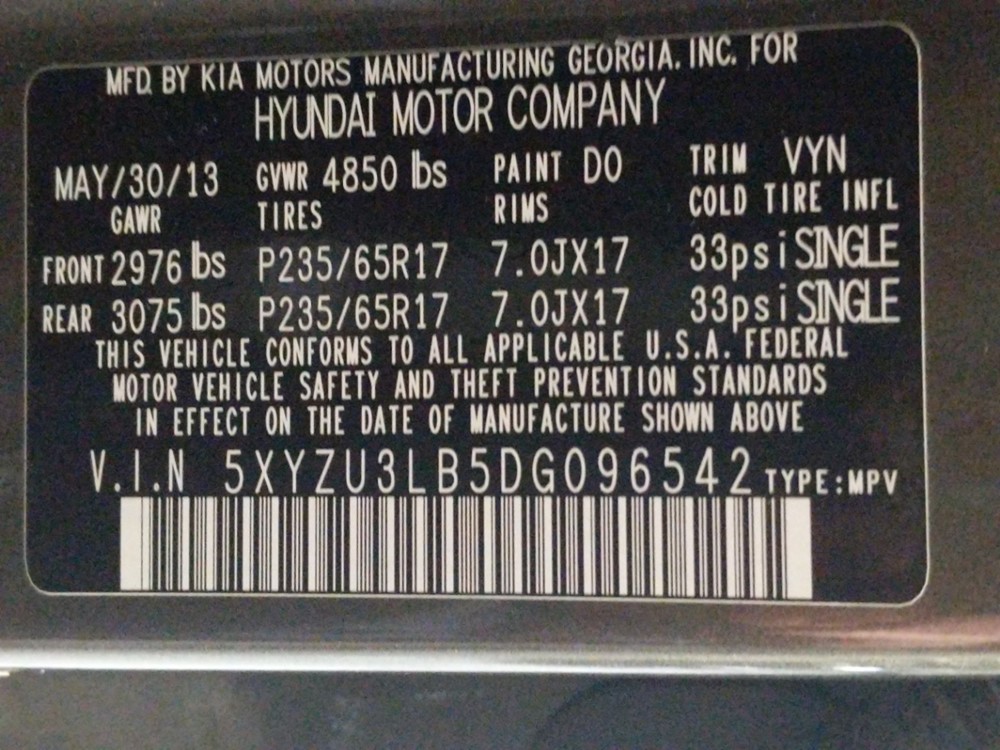 MFD. BY KIA MOTORS MANUFACTURING GEORGIA. INC. FOR
HYUNDAI MOTOR COMPANY
MAY/30/13 GVWR 4850 lbs PAINT DO TRIM VYN
GAWR TIRES RIMS COLD TIRE INFL
FRONT 2976 lbs P235/65R17 7.0JX17 33psi SINGLE
REAR 3075 lbs P235/65R17 7.0JX17 33psi SINGLE
THIS VEHICLE CONFORMS TO ALL APPLICABLE U.S.A. FEDERAL
MOTOR VEHICLE SAFETY AND THEFT PREVENTION STANDARDS
IN EFFECT ON THE DATE OF MANUFACTURE SHOWN ABOVE
V.I.N 5XYZU3LB5DG096542 TYPE:MPV